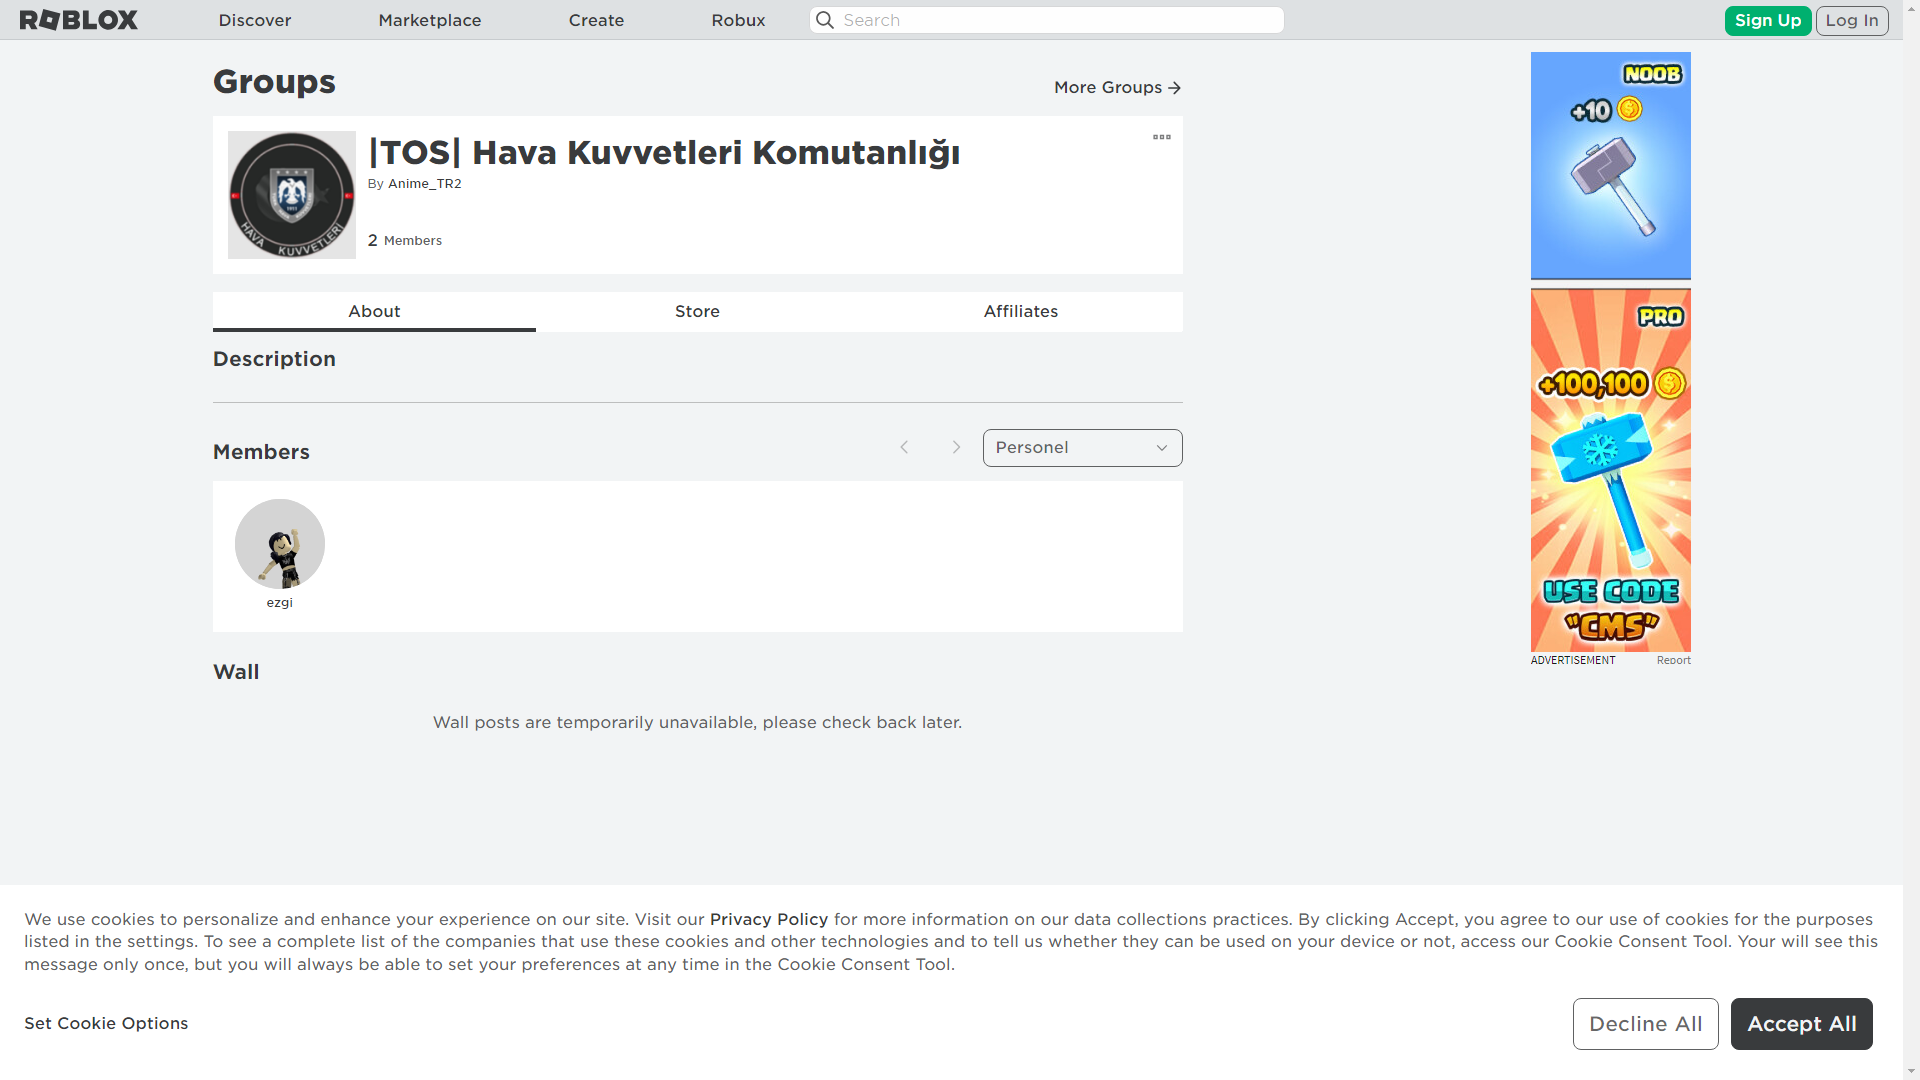 ROBLOX
Discover
Marketplace
Create
Robux
Search
Sign Up
Log In
Groups
More Groups
|TOS| Hava Kuvvetleri Komutanlığı
By Anime_TR2
2 Members
HAVA KUVVETLERİ
About
Store
Affiliates
Description
Members
Personel
ezgi
Wall
Wall posts are temporarily unavailable, please check back later.
NOOB
+10
PRO
+100,100
USE CODE
"CMS"
ADVERTISEMENT
Report
We use cookies to personalize and enhance your experience on our site. Visit our Privacy Policy for more information on our data collections practices. By clicking Accept, you agree to our use of cookies for the purposes
listed in the settings. To see a complete list of the companies that use these cookies and other technologies and to tell us whether they can be used on your device or not, access our Cookie Consent Tool. Your will see this
message only once, but you will always be able to set your preferences at any time in the Cookie Consent Tool.
Set Cookie Options
Decline All
Accept All